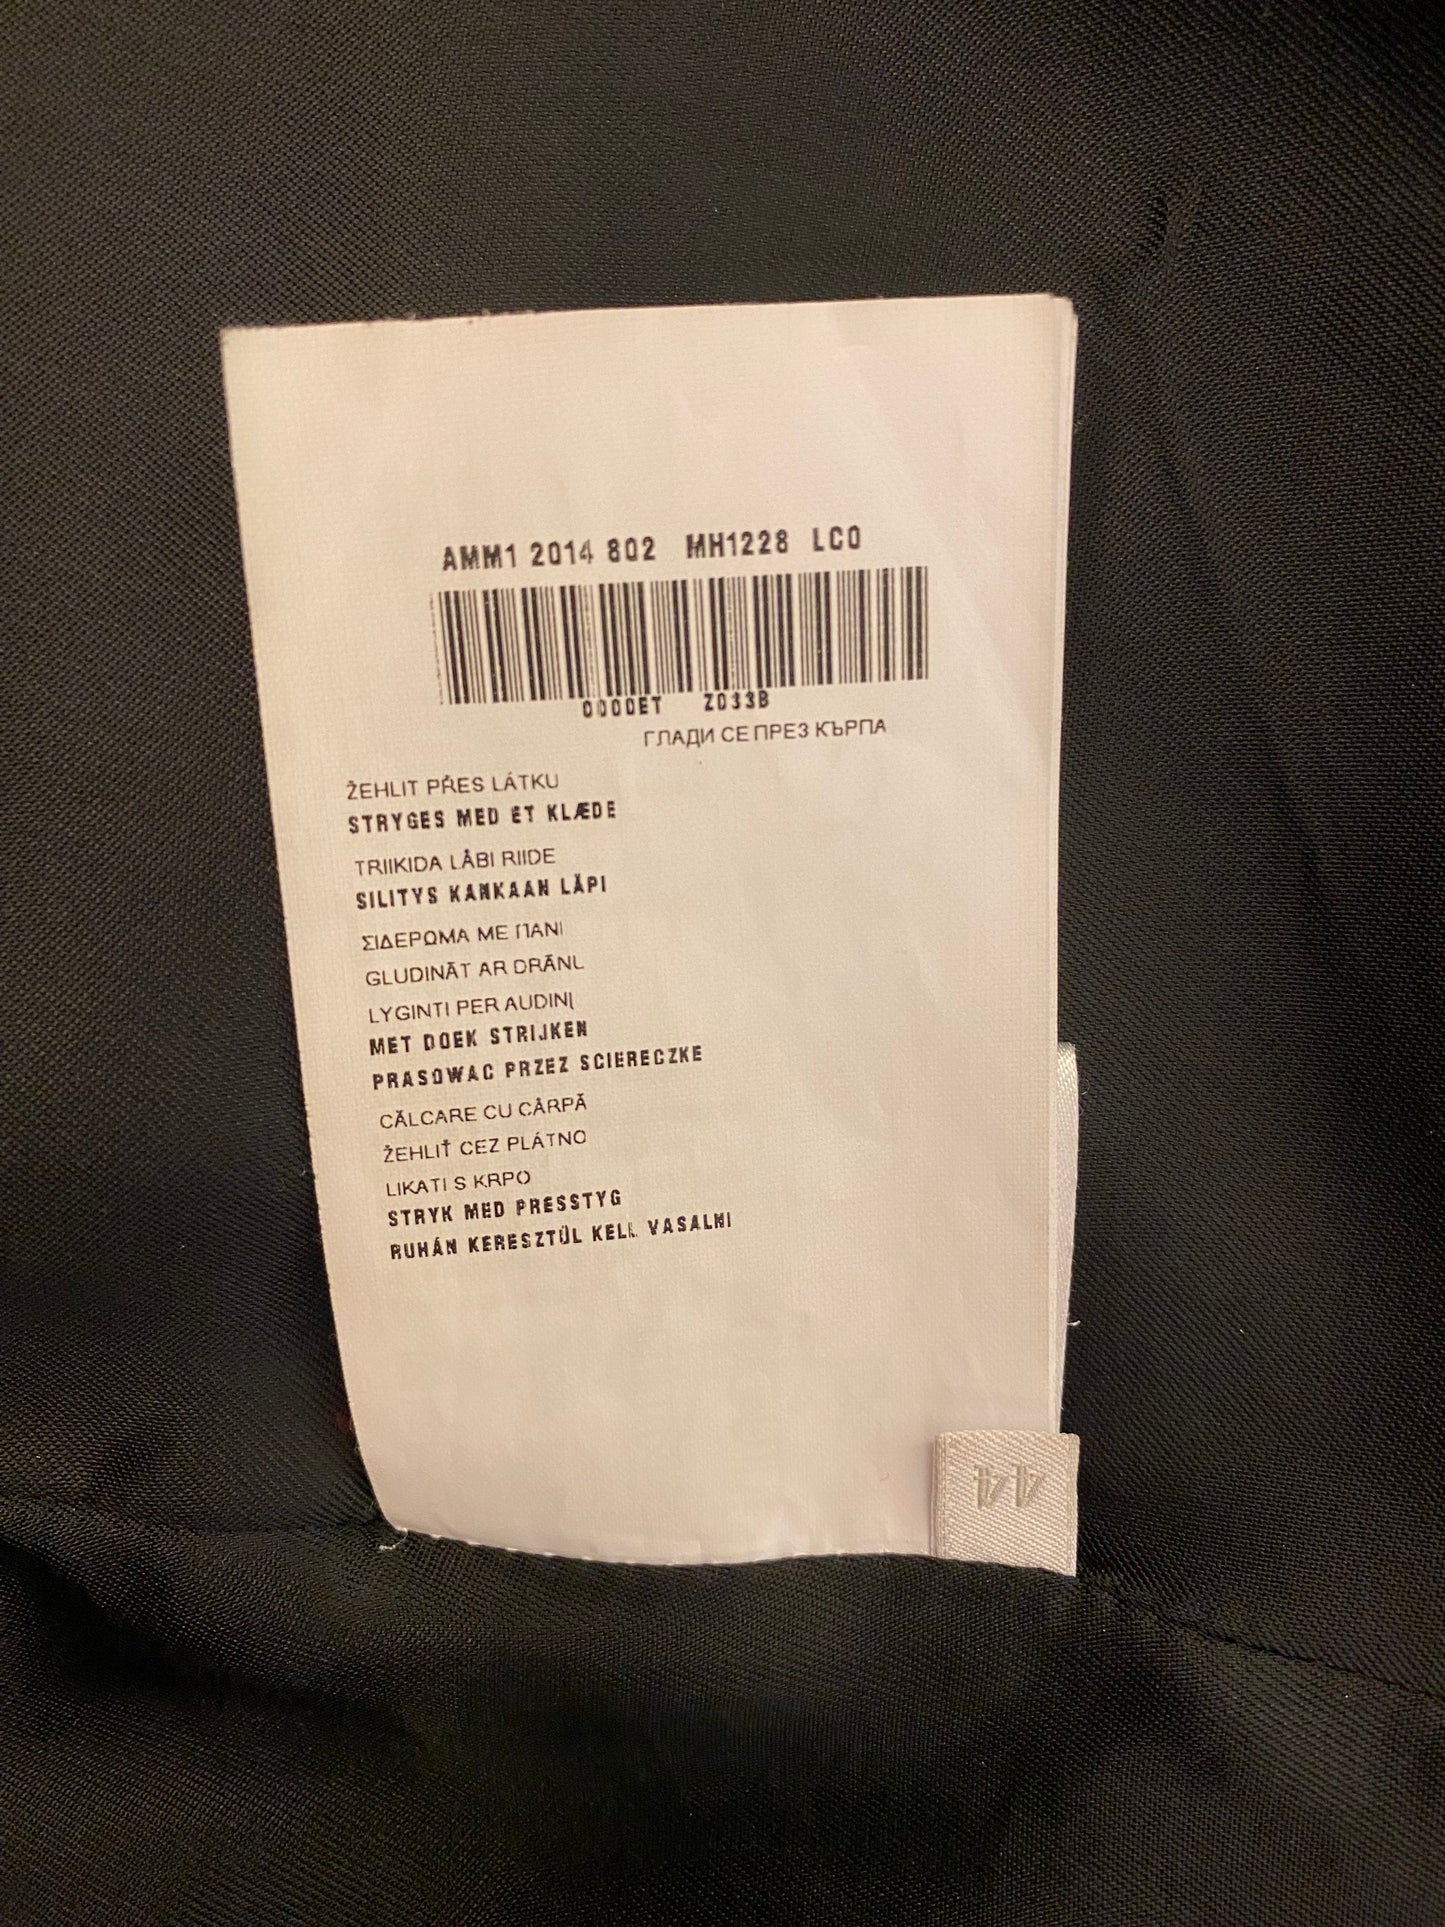 AMM1 2014 802 MH1228 LC0
0000ET Z033B
ГЛАДИ СЕ ПРЕЗ КЪРПА
ŽEHLIT PŘES LÁTKU
STRYGES MED ET KLÆDE
TRIIKIDA LÄBI RIIDE
SILITYS KANKAAN LÄPI
ΣΙΔΕΡΩΜΑ ΜΕ ΠΑΝΙ
GLUDINĀT AR DRĀNU
LYGINTI PER AUDINĮ
MET DOEK STRIJKEN
PRASOWAC PRZEZ SCIERECZKE
CĂLCARE CU CÂRPĂ
ŽEHLIŤ CEZ PLÁTNO
LIKATI S KRPO
STRYK MED PRESSTYG
RUHÁN KERESZTÜL KELL VASALNI
44